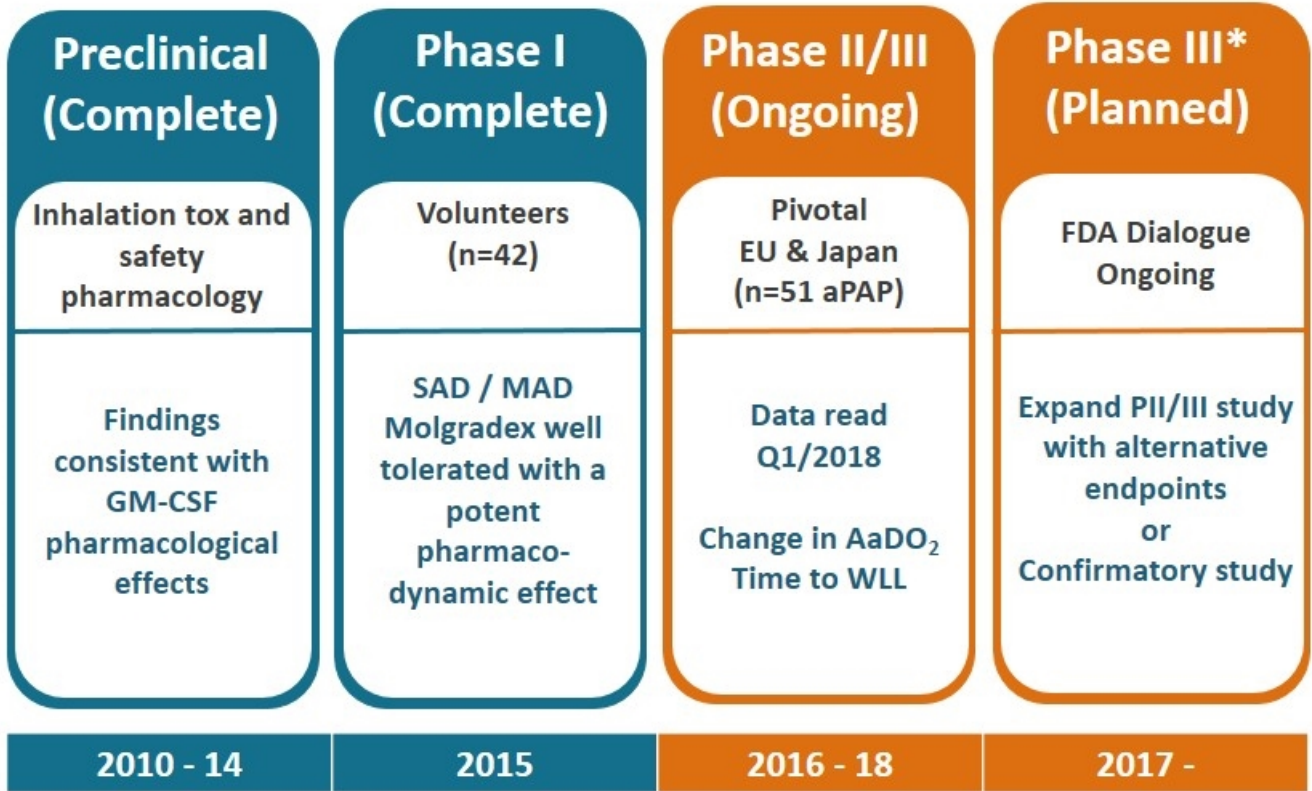 Preclinical
(Complete)
Inhalation tox and
safety
pharmacology
Findings
consistent with
GM-CSF
pharmacological
effects
2010 - 14
Phase I
(Complete)
Volunteers
(n=42)
SAD / MAD
Molgradex well
tolerated with a
potent
pharmaco-
dynamic effect
2015
Phase II/III
(Ongoing)
Pivotal
EU & Japan
(n=51 aPAP)
Data read
Q1/2018
Change in AaDO₂
Time to WLL
2016 - 18
Phase III*
(Planned)
FDA Dialogue
Ongoing
Expand PII/III study
with alternative
endpoints
or
Confirmatory study
2017 -